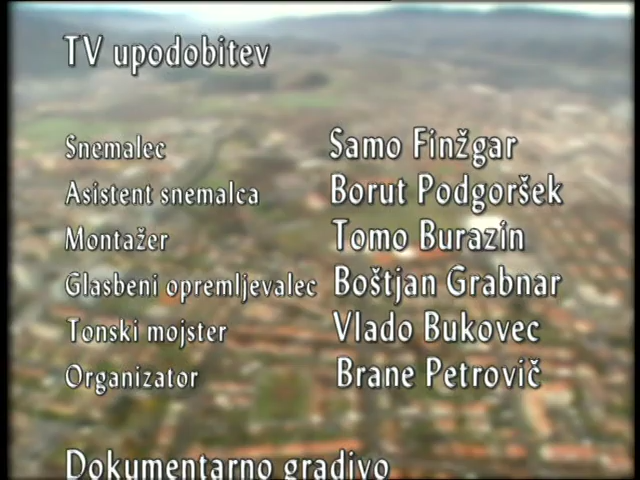 TV upodobitev
Snemalec Samo Finžgar
Asistent snemalca Borut Podgoršek
Montažer Tomo Burazin
Glasbeni opremljevalec Boštjan Grabnar
Tonski mojster Vlado Bukovec
Organizator Brane Petrovič
Dokumentarno gradivo